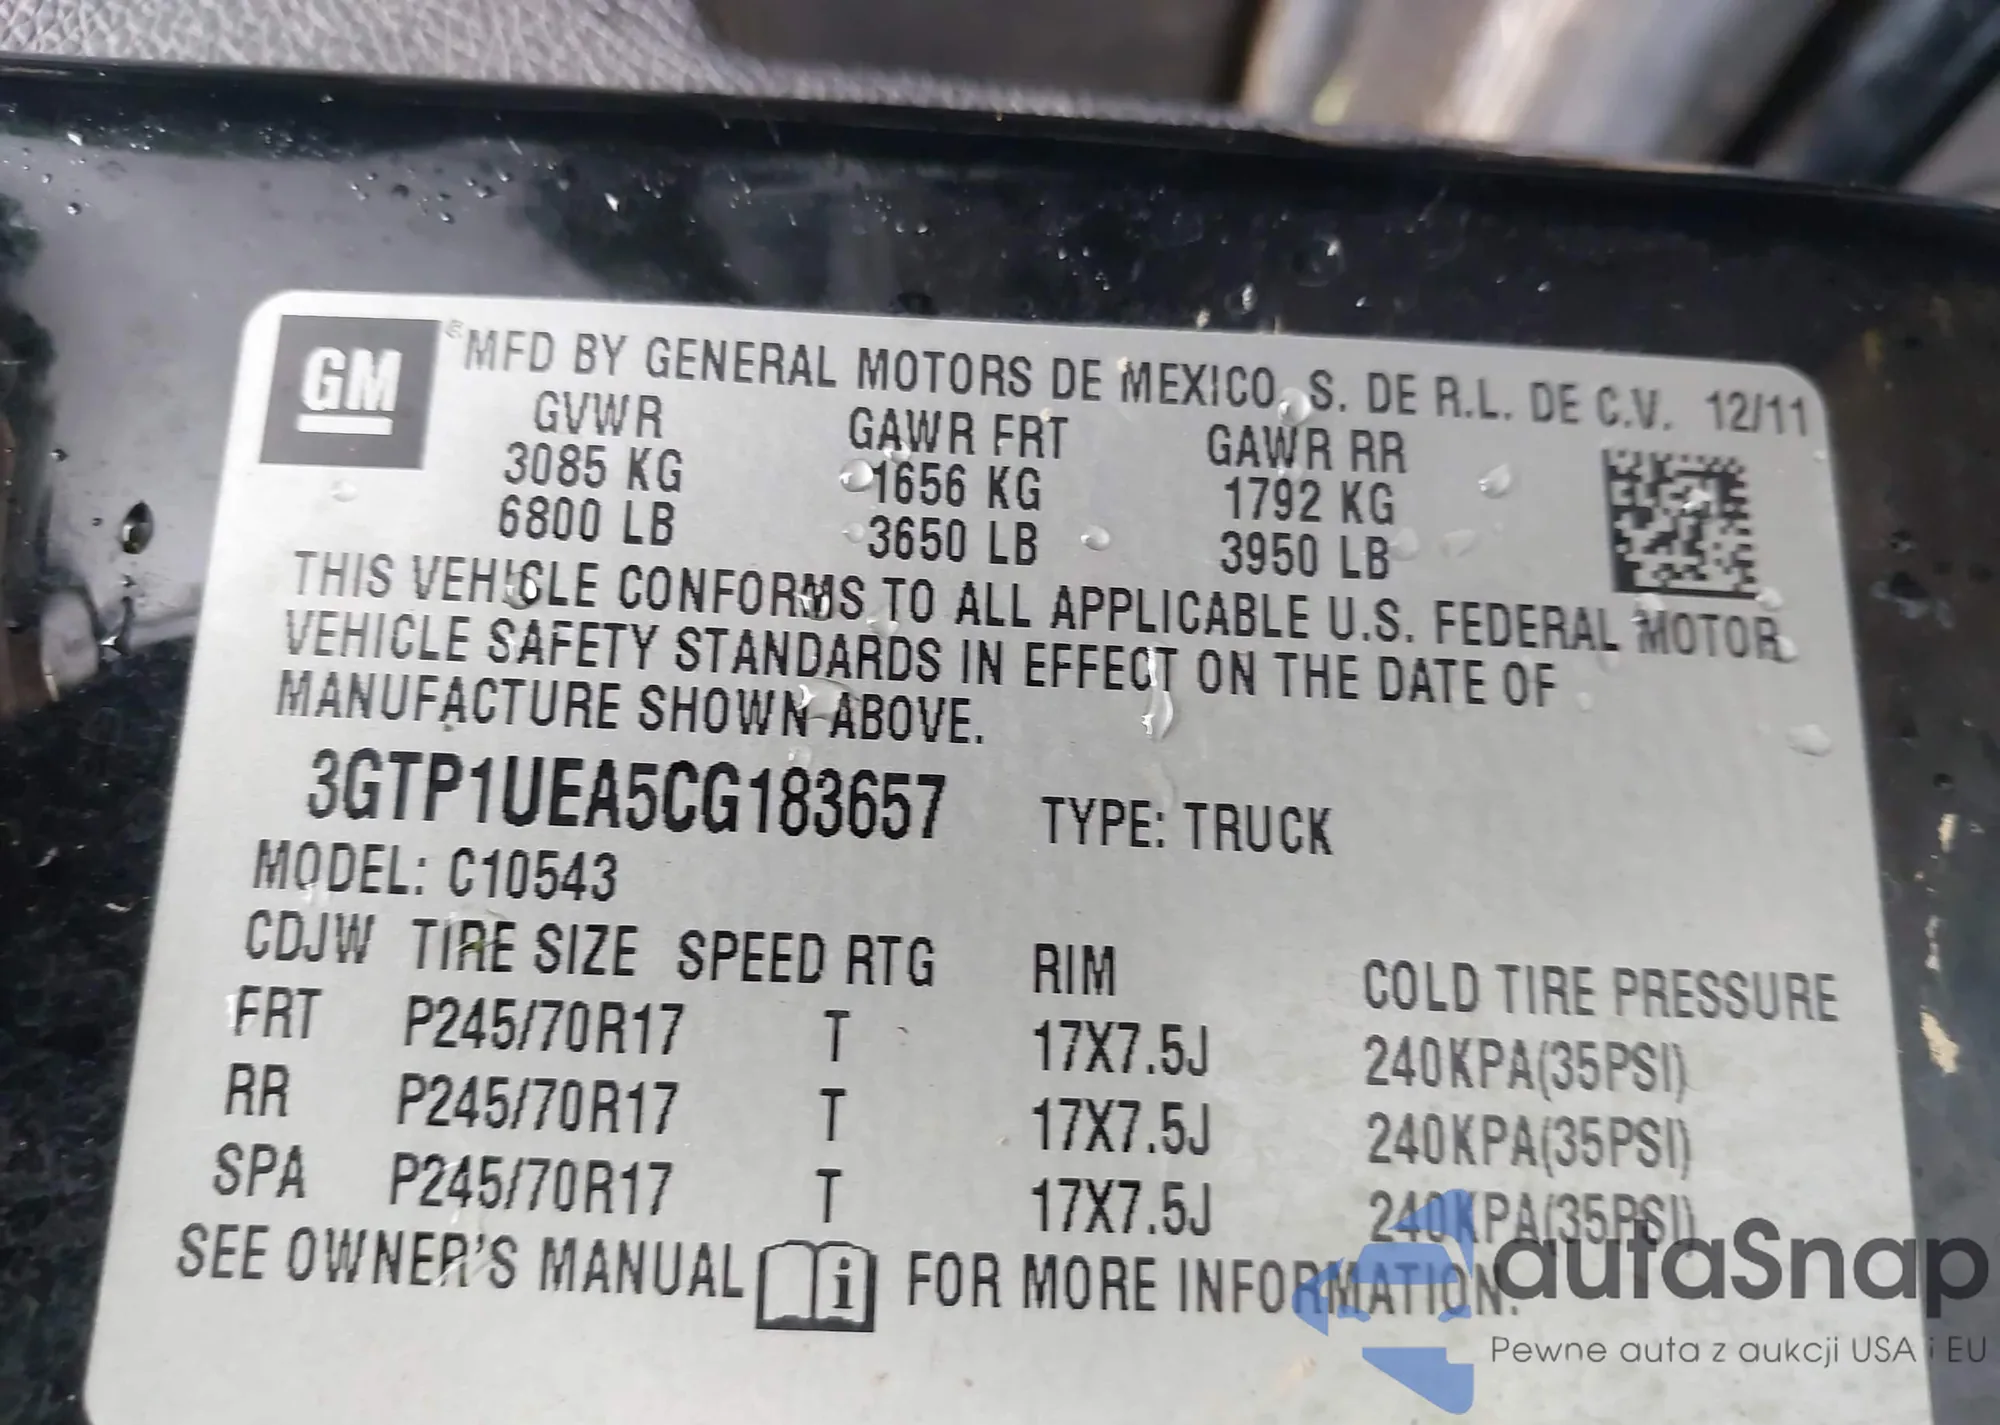 GM
® MFD BY GENERAL MOTORS DE MEXICO, S. DE R.L. DE C.V. 12/11
GVWR GAWR FRT GAWR RR
3085 KG 1656 KG 1792 KG
6800 LB 3650 LB 3950 LB
THIS VEHICLE CONFORMS TO ALL APPLICABLE U.S. FEDERAL MOTOR
VEHICLE SAFETY STANDARDS IN EFFECT ON THE DATE OF
MANUFACTURE SHOWN ABOVE.
3GTP1UEA5CG183657 TYPE: TRUCK
MODEL: C10543
CDJW TIRE SIZE SPEED RTG RIM COLD TIRE PRESSURE
FRT P245/70R17 T 17X7.5J 240KPA(35PSI)
RR P245/70R17 T 17X7.5J 240KPA(35PSI)
SPA P245/70R17 T 17X7.5J 240KPA(35PSI)
SEE OWNER'S MANUAL i FOR MORE INFORMATION.
autaSnap
Pewne auta z aukcji USA i EU